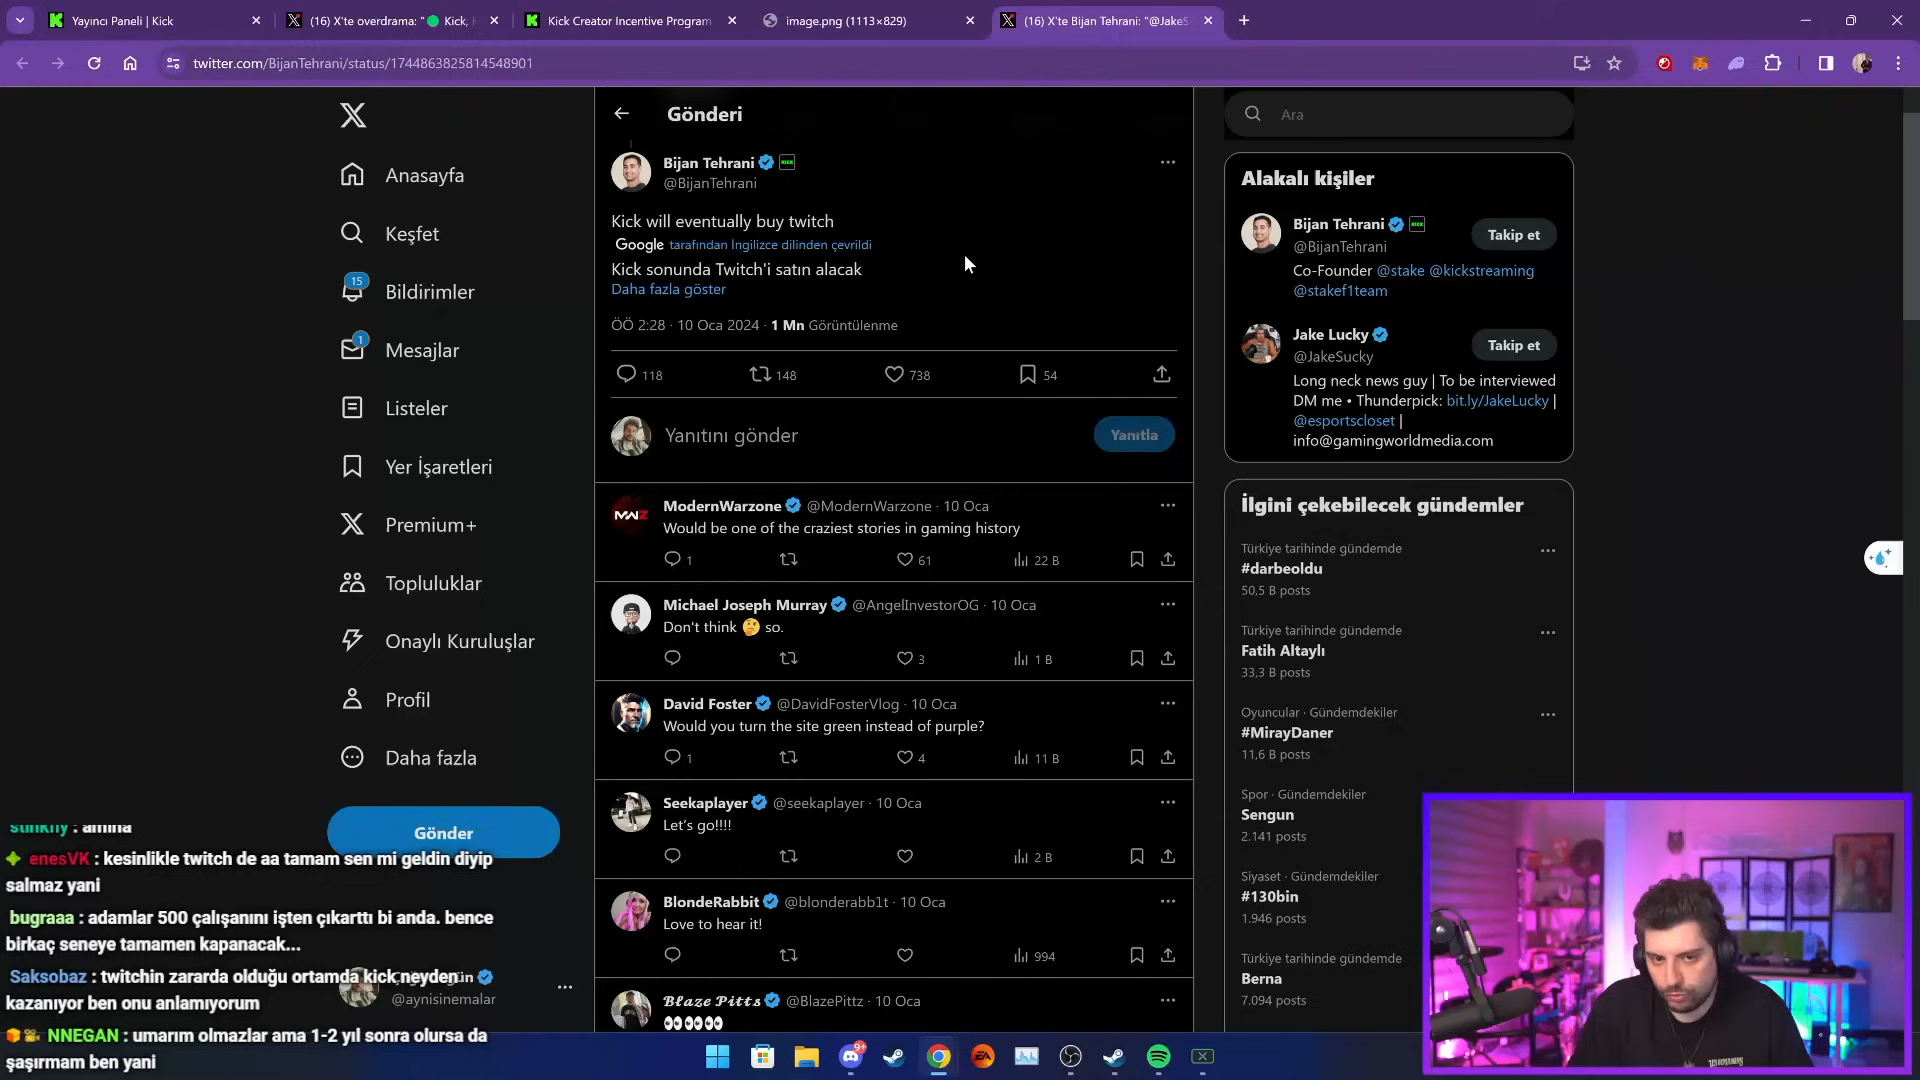 Yayıncı Paneli | Kick
(16) X'te overdrama: "🟢 Kick,
Kick Creator Incentive Program
image.png (1113×829)
(16) X'te Bijan Tehrani: "@JakeS
twitter.com/BijanTehrani/status/1744863825814548901
Anasayfa
Keşfet
15
Bildirimler
1
Mesajlar
Listeler
Yer İşaretleri
Premium+
Topluluklar
Onaylı Kuruluşlar
Profil
Daha fazla
Gönder
@aynisinemalar
Gönderi
Bijan Tehrani
@BijanTehrani
Kick will eventually buy twitch
Google tarafından İngilizce dilinden çevrildi
Kick sonunda Twitch'i satın alacak
Daha fazla göster
ÖÖ 2:28 · 10 Oca 2024 · 1 Mn Görüntülenme
118 148 738 54
Yanıtını gönder
Yanıtla
ModernWarzone @ModernWarzone · 10 Oca
Would be one of the craziest stories in gaming history
1 61 22 B
Michael Joseph Murray @AngelInvestorOG · 10 Oca
Don't think 🤔 so.
3 1 B
David Foster @DavidFosterVlog · 10 Oca
Would you turn the site green instead of purple?
1 4 11 B
Seekaplayer @seekaplayer · 10 Oca
Let's go!!!!
2 B
BlondeRabbit @blonderabb1t · 10 Oca
Love to hear it!
994
𝑩𝒍𝒂𝒛𝒆 𝑷𝒊𝒕𝒕𝒔 @BlazePittz · 10 Oca
👀👀👀👀
Ara
Alakalı kişiler
Bijan Tehrani
@BijanTehrani
Takip et
Co-Founder @stake @kickstreaming
@stakef1team
Jake Lucky
@JakeSucky
Takip et
Long neck news guy | To be interviewed
DM me • Thunderpick: bit.ly/JakeLucky |
@esportscloset |
info@gamingworldmedia.com
İlgini çekebilecek gündemler
Türkiye tarihinde gündemde
#darbeoldu
50,5 B posts
Türkiye tarihinde gündemde
Fatih Altaylı
33,3 B posts
Oyuncular · Gündemdekiler
#MirayDaner
11,6 B posts
Spor · Gündemdekiler
Sengun
2.141 posts
Siyaset · Gündemdekiler
#130bin
1.946 posts
Türkiye tarihinde gündemde
Berna
7.094 posts
: amına
enesVK : kesinlikle twitch de aa tamam sen mi geldin diyip
salmaz yani
bugraaa : adamlar 500 çalışanını işten çıkarttı bi anda. bence
birkaç seneye tamamen kapanacak...
Saksobaz : twitchin zararda olduğu ortamda kick neyden
kazanıyor ben onu anlamıyorum
NNEGAN : umarım olmazlar ama 1-2 yıl sonra olursa da
şaşırmam ben yani
9+